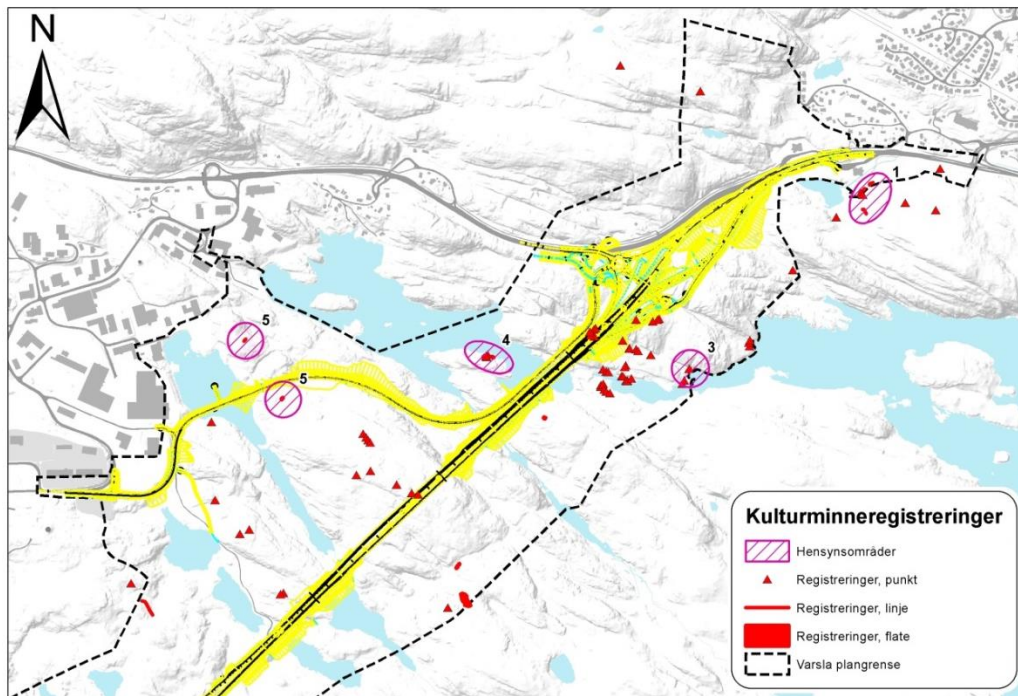 N
1
5
4
3
5
Kulturminneregistreringer
Hensynsområder
Registreringer, punkt
Registreringer, linje
Registreringer, flate
Varsla plangrense